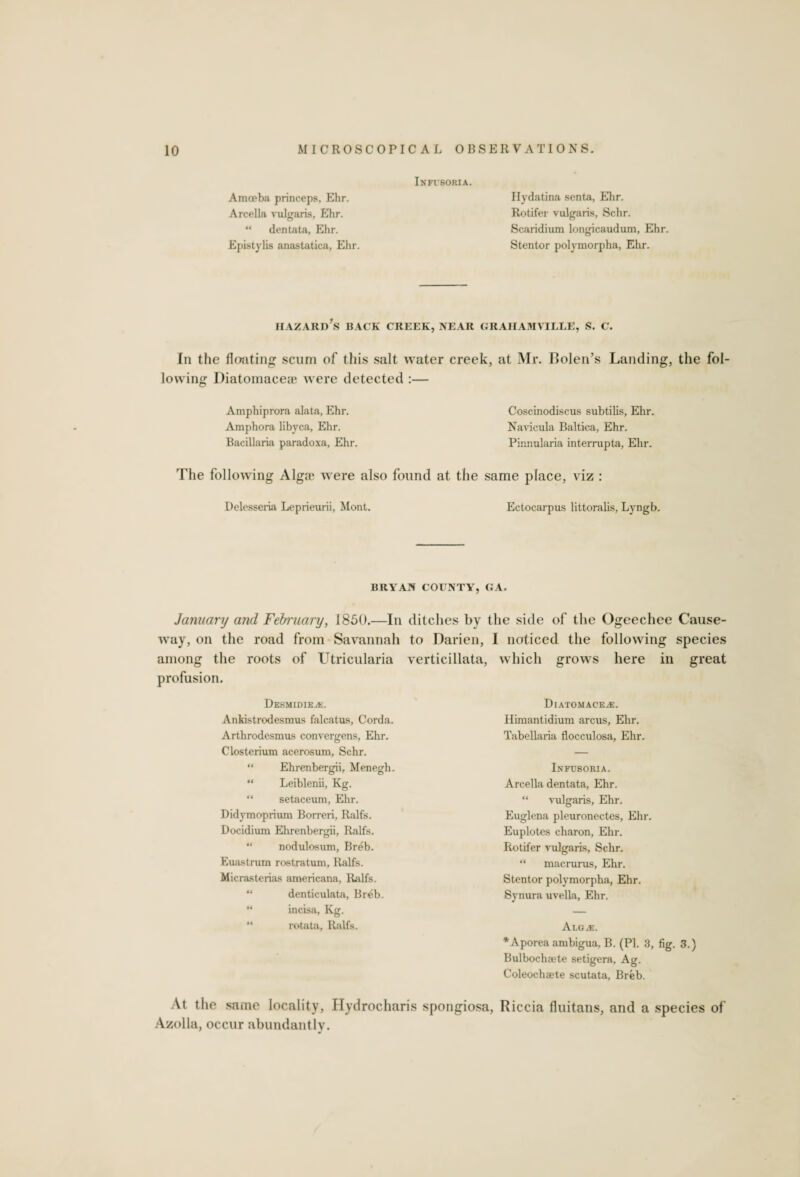 10 MICROSCOPICAL OBSERVATIONS.
Infusoria.
Amœba princeps, Ehr.
Arcella vulgaris, Ehr.
“ dentata, Ehr.
Epistylis anastatica, Ehr.
Hydatina senta, Ehr.
Rotifer vulgaris, Schr.
Scaridium longicaudum, Ehr.
Stentor polymorpha, Ehr.
HAZARD'S BACK CREEK, NEAR GRAHAMVILLE, S. C.
In the floating scum of this salt water creek, at Mr. Bolen's Landing, the fol-
lowing Diatomaceæ were detected :—
Amphiprora alata, Ehr.
Amphora libyca, Ehr.
Bacillaria paradoxa, Ehr.
Coscinodiscus subtilis, Ehr.
Navicula Baltica, Ehr.
Pinnularia interrupta, Ehr.
The following Algæ were also found at the same place, viz :
Delesseria Leprieurii, Mont.
Ectocarpus littoralis, Lyngb.
BRYAN COUNTY, GA.
January and February, 1850.—In ditches by the side of the Ogeechee Cause-
way, on the road from Savannah to Darien, I noticed the following species
among the roots of Utricularia verticillata, which grows here in great
profusion.
Desmidieæ.
Ankistrodesmus falcatus, Corda.
Arthrodesmus convergens, Ehr.
Closterium acerosum, Schr.
“ Ehrenbergii, Menegh.
“ Leiblenii, Kg.
“ setaceum, Ehr.
Didymoprium Borreri, Ralfs.
Docidium Ehrenbergii, Ralfs.
“ nodulosum, Bréb.
Euastrum rostratum, Ralfs.
Micrasterias americana, Ralfs.
“ denticulata, Bréb.
“ incisa, Kg.
“ rotata, Ralfs.
Diatomaceæ.
Himantidium arcus, Ehr.
Tabellaria flocculosa, Ehr.
—
Infusoria.
Arcella dentata, Ehr.
“ vulgaris, Ehr.
Euglena pleuronectes, Ehr.
Euplotes charon, Ehr.
Rotifer vulgaris, Schr.
“ macrurus, Ehr.
Stentor polymorpha, Ehr.
Synura uvella, Ehr.
—
Algæ.
*Aporea ambigua, B. (Pl. 3, fig. 3.)
Bulbochæte setigera, Ag.
Coleochæte scutata, Brèb.
At the same locality, Hydrocharis spongiosa, Riccia fluitans, and a species of
Azolla, occur abundantly.